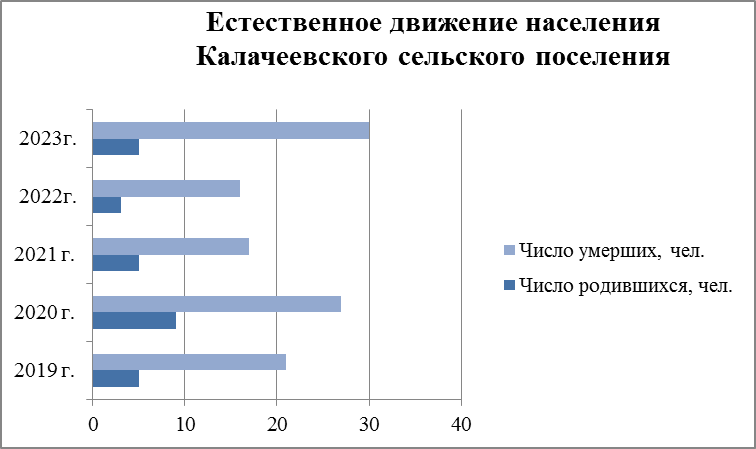 Естественное движение населения
Калачеевского сельского поселения
2023г.
2022г.
2021 г.
2020 г.
2019 г.
0 10 20 30 40
Число умерших, чел.
Число родившихся, чел.